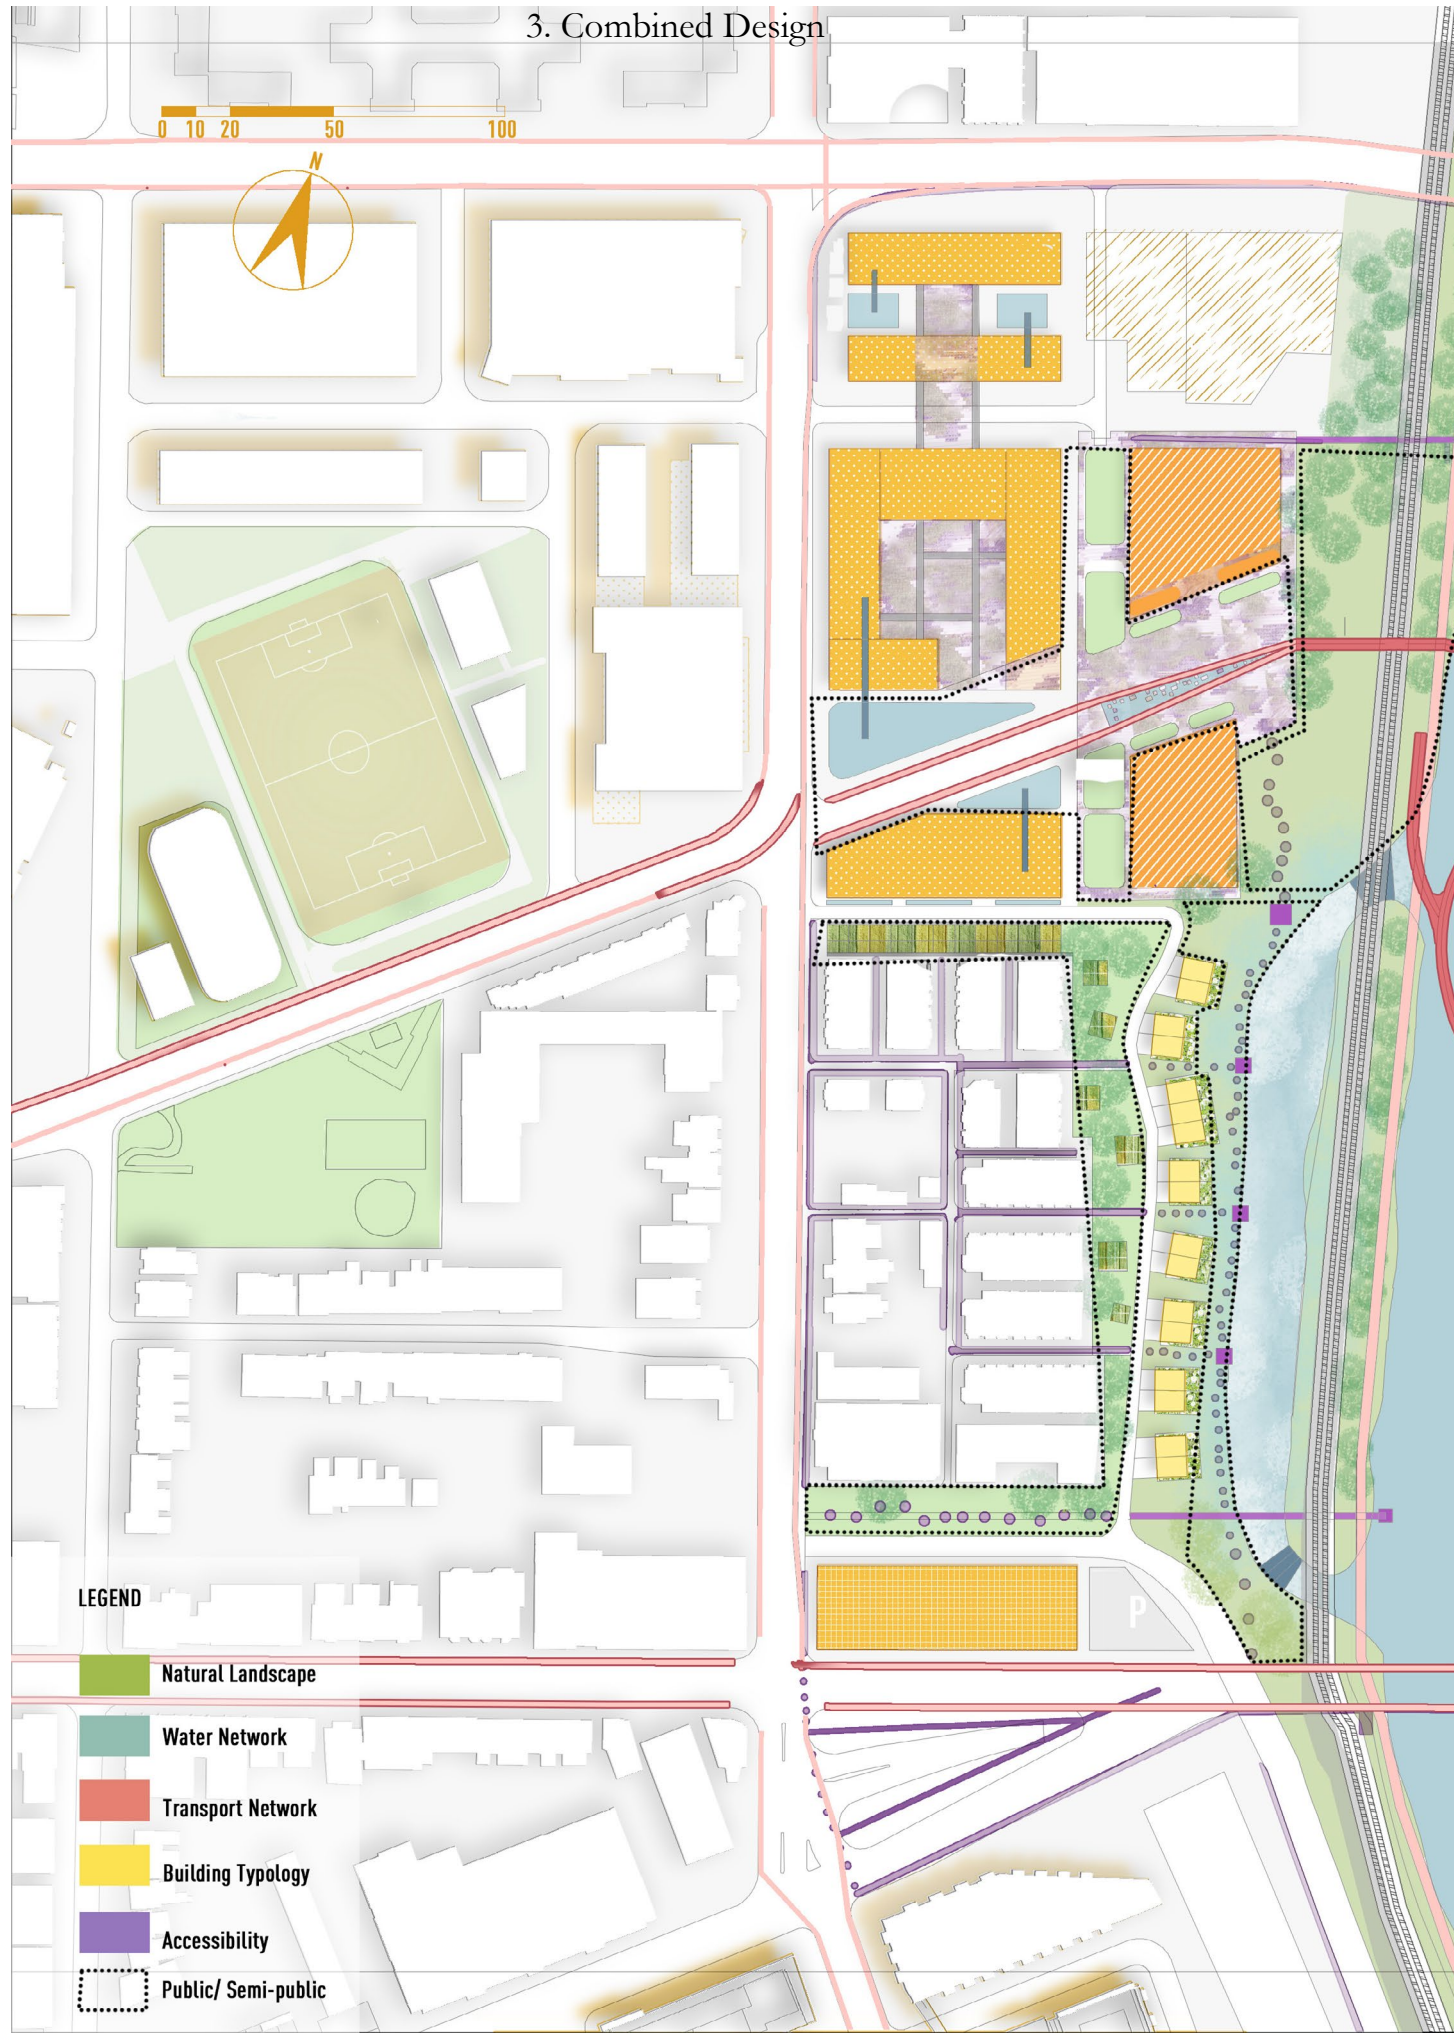 3. Combined Design
0 10 20 50 100
N
P
LEGEND
Natural Landscape
Water Network
Transport Network
Building Typology
Accessibility
Public/ Semi-public